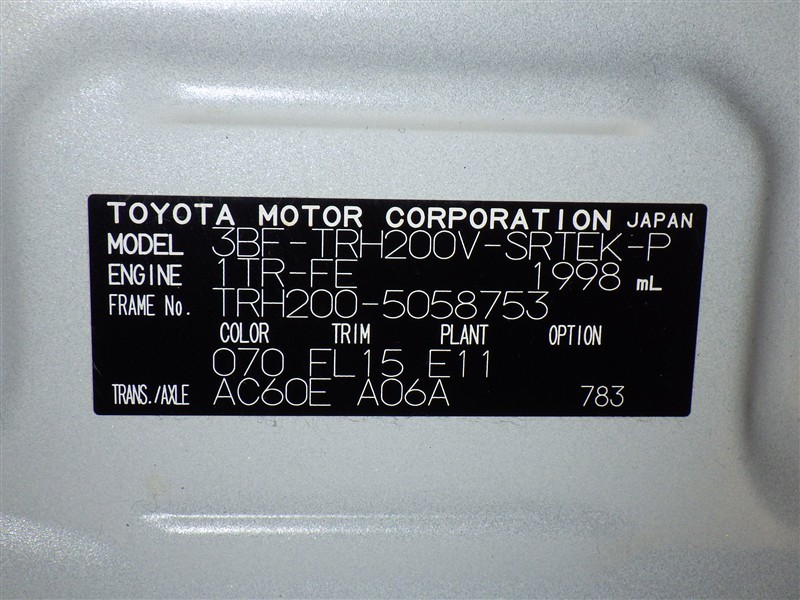 TOYOTA MOTOR CORPORATION JAPAN
MODEL 3BF-TRH200V-SRTEK-P
ENGINE 1TR-FE 1998 mL
FRAME No. TRH200-5058753
COLOR TRIM PLANT OPTION
070 FL15 E11
TRANS./AXLE AC60E A06A 783